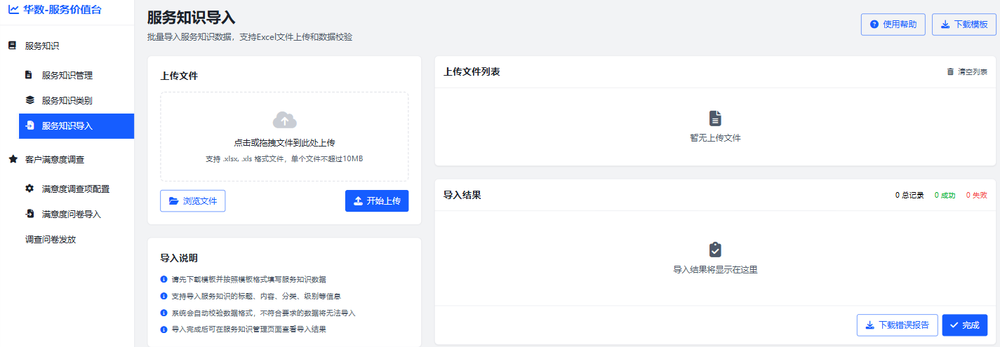 华数-服务价值台
服务知识
服务知识管理
服务知识类别
服务知识导入
客户满意度调查
满意度调查项配置
满意度问卷导入
调查问卷发放
服务知识导入
批量导入服务知识数据，支持Excel文件上传和数据校验
使用帮助
下载模板
上传文件
点击或拖拽文件到此处上传
支持 .xlsx, .xls 格式文件，单个文件不超过10MB
浏览文件
开始上传
导入说明
请先下载模板并按照模板格式填写服务知识数据
支持导入服务知识的标题、内容、分类、级别等信息
系统会自动校验数据格式，不符合要求的数据将无法导入
导入完成后可在服务知识管理页面查看导入结果
上传文件列表
清空列表
暂无上传文件
导入结果
0 总记录 0 成功 0 失败
导入结果将显示在这里
下载错误报告
完成